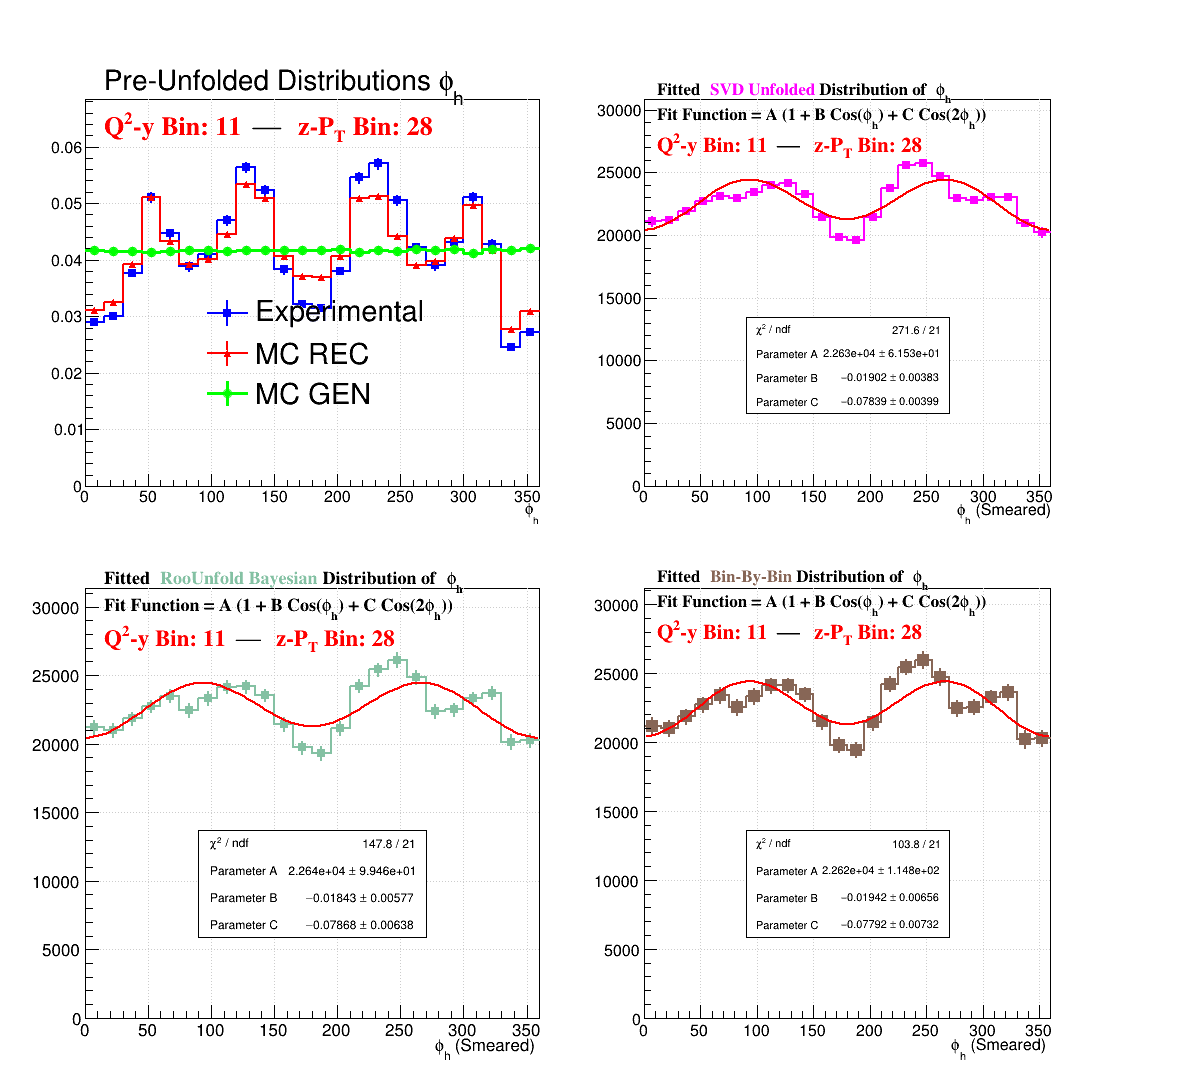 Pre-Unfolded Distributions ϕh
Q²-y Bin: 11 — z-PT Bin: 28
0.06
0.05
0.04
0.03
0.02
0.01
0
Experimental
MC REC
MC GEN
0 50 100 150 200 250 300 350
ϕh
Fitted SVD Unfolded Distribution of ϕh
Fit Function = A (1 + B Cos(ϕh) + C Cos(2ϕh))
Q²-y Bin: 11 — z-PT Bin: 28
30000
25000
20000
15000
10000
5000
0
χ² / ndf 271.6 / 21
Parameter A 2.263e+04 ± 6.153e+01
Parameter B −0.01902 ± 0.00383
Parameter C −0.07839 ± 0.00399
0 50 100 150 200 250 300 350
ϕh (Smeared)
Fitted RooUnfold Bayesian Distribution of ϕh
Fit Function = A (1 + B Cos(ϕh) + C Cos(2ϕh))
Q²-y Bin: 11 — z-PT Bin: 28
30000
25000
20000
15000
10000
5000
0
χ² / ndf 147.8 / 21
Parameter A 2.264e+04 ± 9.946e+01
Parameter B −0.01843 ± 0.00577
Parameter C −0.07868 ± 0.00638
0 50 100 150 200 250 300 350
ϕh (Smeared)
Fitted Bin-By-Bin Distribution of ϕh
Fit Function = A (1 + B Cos(ϕh) + C Cos(2ϕh))
Q²-y Bin: 11 — z-PT Bin: 28
30000
25000
20000
15000
10000
5000
0
χ² / ndf 103.8 / 21
Parameter A 2.262e+04 ± 1.148e+02
Parameter B −0.01942 ± 0.00656
Parameter C −0.07792 ± 0.00732
0 50 100 150 200 250 300 350
ϕh (Smeared)